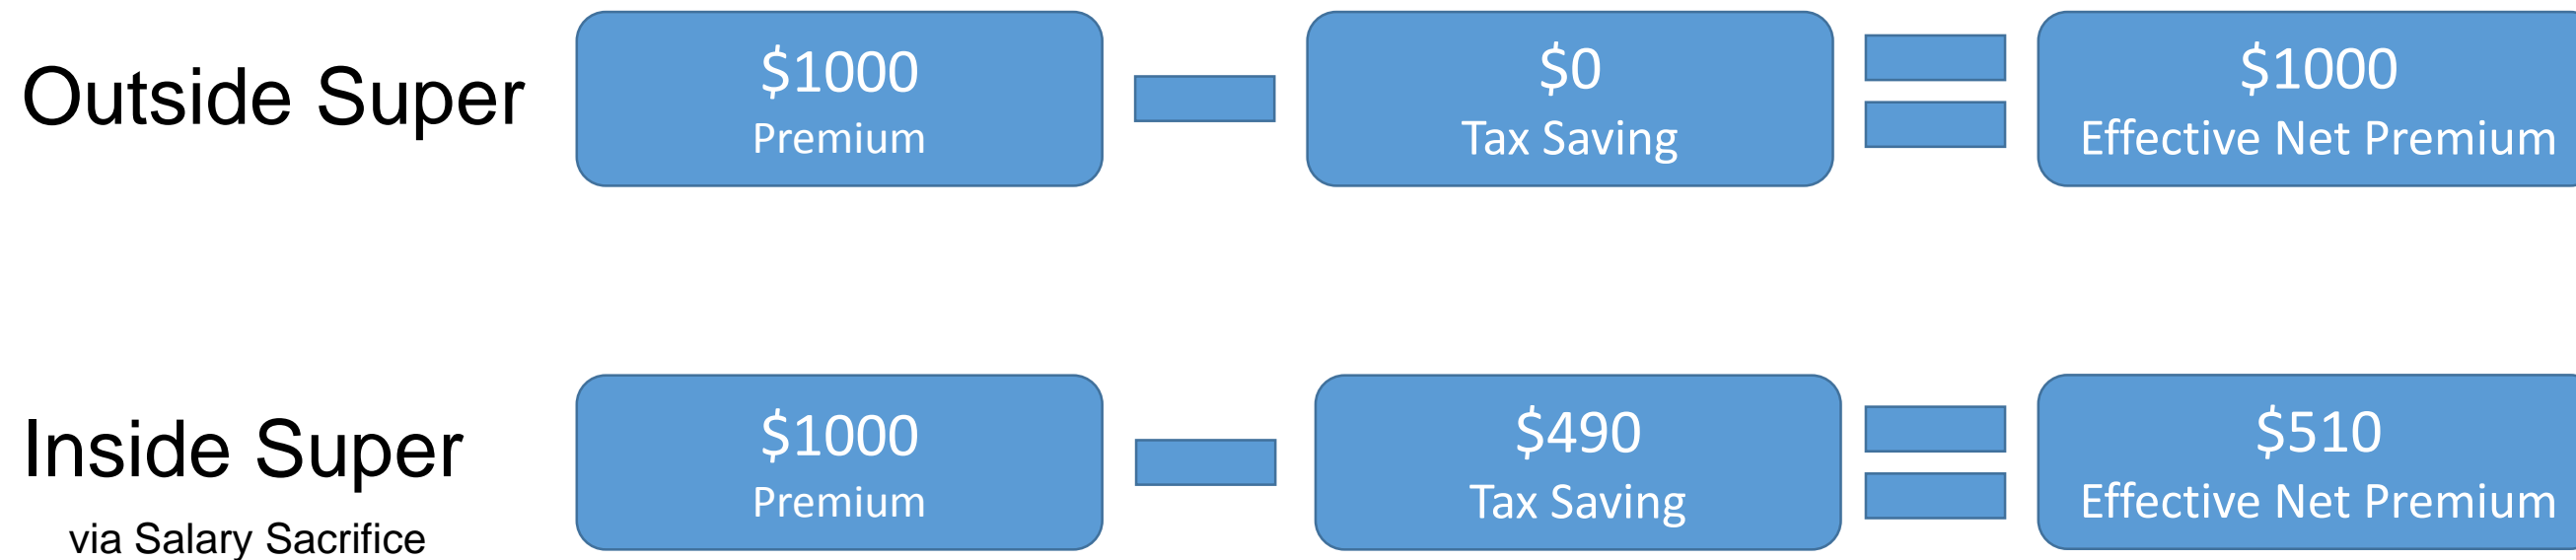 Outside Super
$1000
Premium
$0
Tax Saving
$1000
Effective Net Premium
Inside Super
via Salary Sacrifice
$1000
Premium
$490
Tax Saving
$510
Effective Net Premium